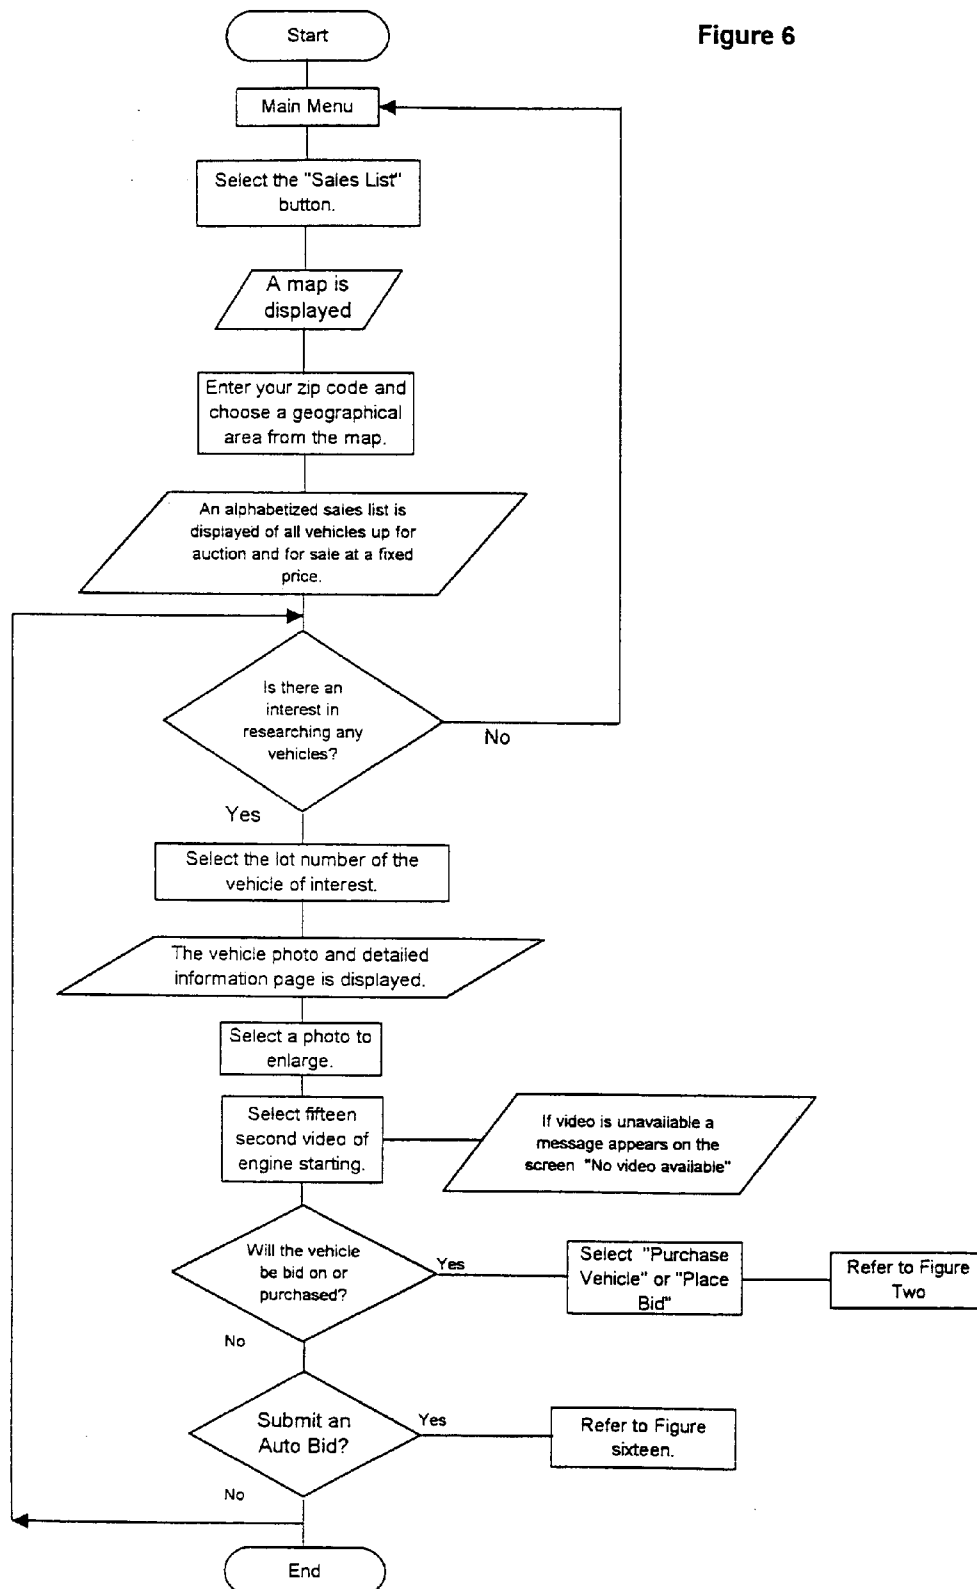 Figure 6
Start
Main Menu
Select the "Sales List"
button.
A map is
displayed
Enter your zip code and
choose a geographical
area from the map.
An alphabetized sales list is
displayed of all vehicles up for
auction and for sale at a fixed
price.
Is there an
interest in
researching any
vehicles?
No
Yes
Select the lot number of the
vehicle of interest.
The vehicle photo and detailed
information page is displayed.
Select a photo to
enlarge.
Select fifteen
second video of
engine starting.
If video is unavailable a
message appears on the
screen "No video available"
Will the vehicle
be bid on or
purchased?
Yes
Select "Purchase
Vehicle" or "Place
Bid"
Refer to Figure
Two
No
Submit an
Auto Bid?
Yes
Refer to Figure
sixteen.
No
End